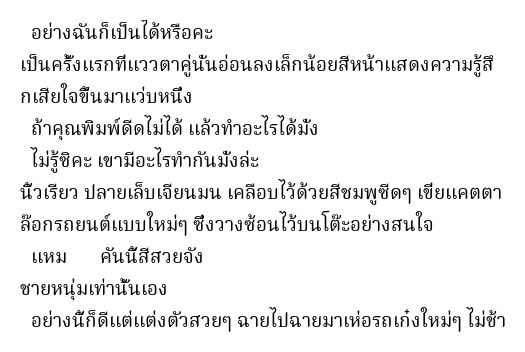 อย่างฉันก็เป็นได้หรือคะ
เป็นครั้งแรกที่แววตาคู่นั้นอ่อนลงเล็กน้อยสีหน้าแสดงความรู้สึ
กเสียใจขึ้นมาแว่บหนึ่ง
ถ้าคุณพิมพ์ดีดไม่ได้ แล้วทำอะไรได้มั่ง
ไม่รู้ซิคะ เขามีอะไรทำกันมั่งล่ะ
นิ้วเรียว ปลายเล็บเจียนมน เคลือบไว้ด้วยสีชมพูซีดๆ เขี่ยแคตตา
ล๊อกรถยนต์แบบใหม่ๆ ซึ่งวางซ้อนไว้บนโต๊ะอย่างสนใจ
แหม คันนี้สีสวยจัง
ชายหนุ่มเท่านั้นเอง
อย่างนี้ก็ดีแต่แต่งตัวสวยๆ ฉายไปฉายมาเห่อรถเก๋งใหม่ๆ ไม่ช้า